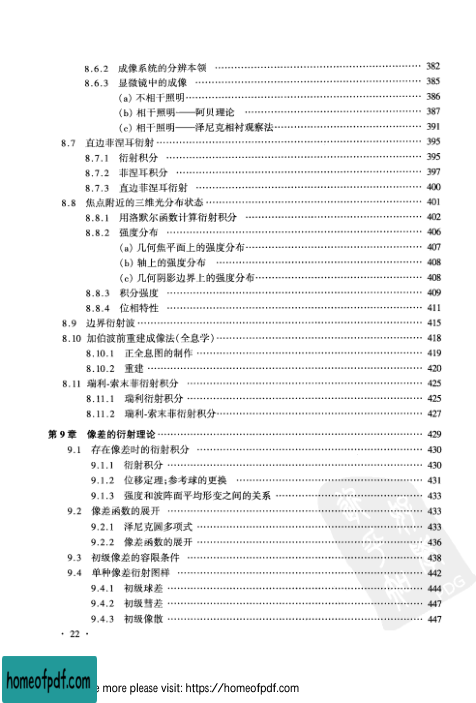 8.6.2 成像系统的分辨本领 ………… 382
8.6.3 显微镜中的成像 ………… 385
(a) 不相干照明 ………… 386
(b) 相干照明——阿贝理论 ………… 387
(c) 相干照明——泽尼克相衬观察法 ………… 391
8.7 直边菲涅耳衍射 ………… 395
8.7.1 衍射积分 ………… 395
8.7.2 菲涅耳积分 ………… 397
8.7.3 直边菲涅耳衍射 ………… 400
8.8 焦点附近的三维光分布状态 ………… 401
8.8.1 用洛默尔函数计算衍射积分 ………… 402
8.8.2 强度分布 ………… 406
(a) 几何焦平面上的强度分布 ………… 407
(b) 轴上的强度分布 ………… 408
(c) 几何阴影边界上的强度分布 ………… 408
8.8.3 积分强度 ………… 409
8.8.4 位相特性 ………… 411
8.9 边界衍射波 ………… 415
8.10 加伯波前重建成像法(全息学) ………… 418
8.10.1 正全息图的制作 ………… 419
8.10.2 重建 ………… 420
8.11 瑞利-索末菲衍射积分 ………… 425
8.11.1 瑞利衍射积分 ………… 425
8.11.2 瑞利-索末菲衍射积分 ………… 427
第9章 像差的衍射理论 ………… 429
9.1 存在像差时的衍射积分 ………… 430
9.1.1 衍射积分 ………… 430
9.1.2 位移定理;参考球的更换 ………… 431
9.1.3 强度和波阵面平均形变之间的关系 ………… 433
9.2 像差函数的展开 ………… 433
9.2.1 泽尼克圆多项式 ………… 433
9.2.2 像差函数的展开 ………… 436
9.3 初级像差的容限条件 ………… 438
9.4 单种像差衍射图样 ………… 442
9.4.1 初级球差 ………… 444
9.4.2 初级彗差 ………… 447
9.4.3 初级像散 ………… 447
· 22 ·
homeofpdf.com
e more please visit: https://homeofpdf.com